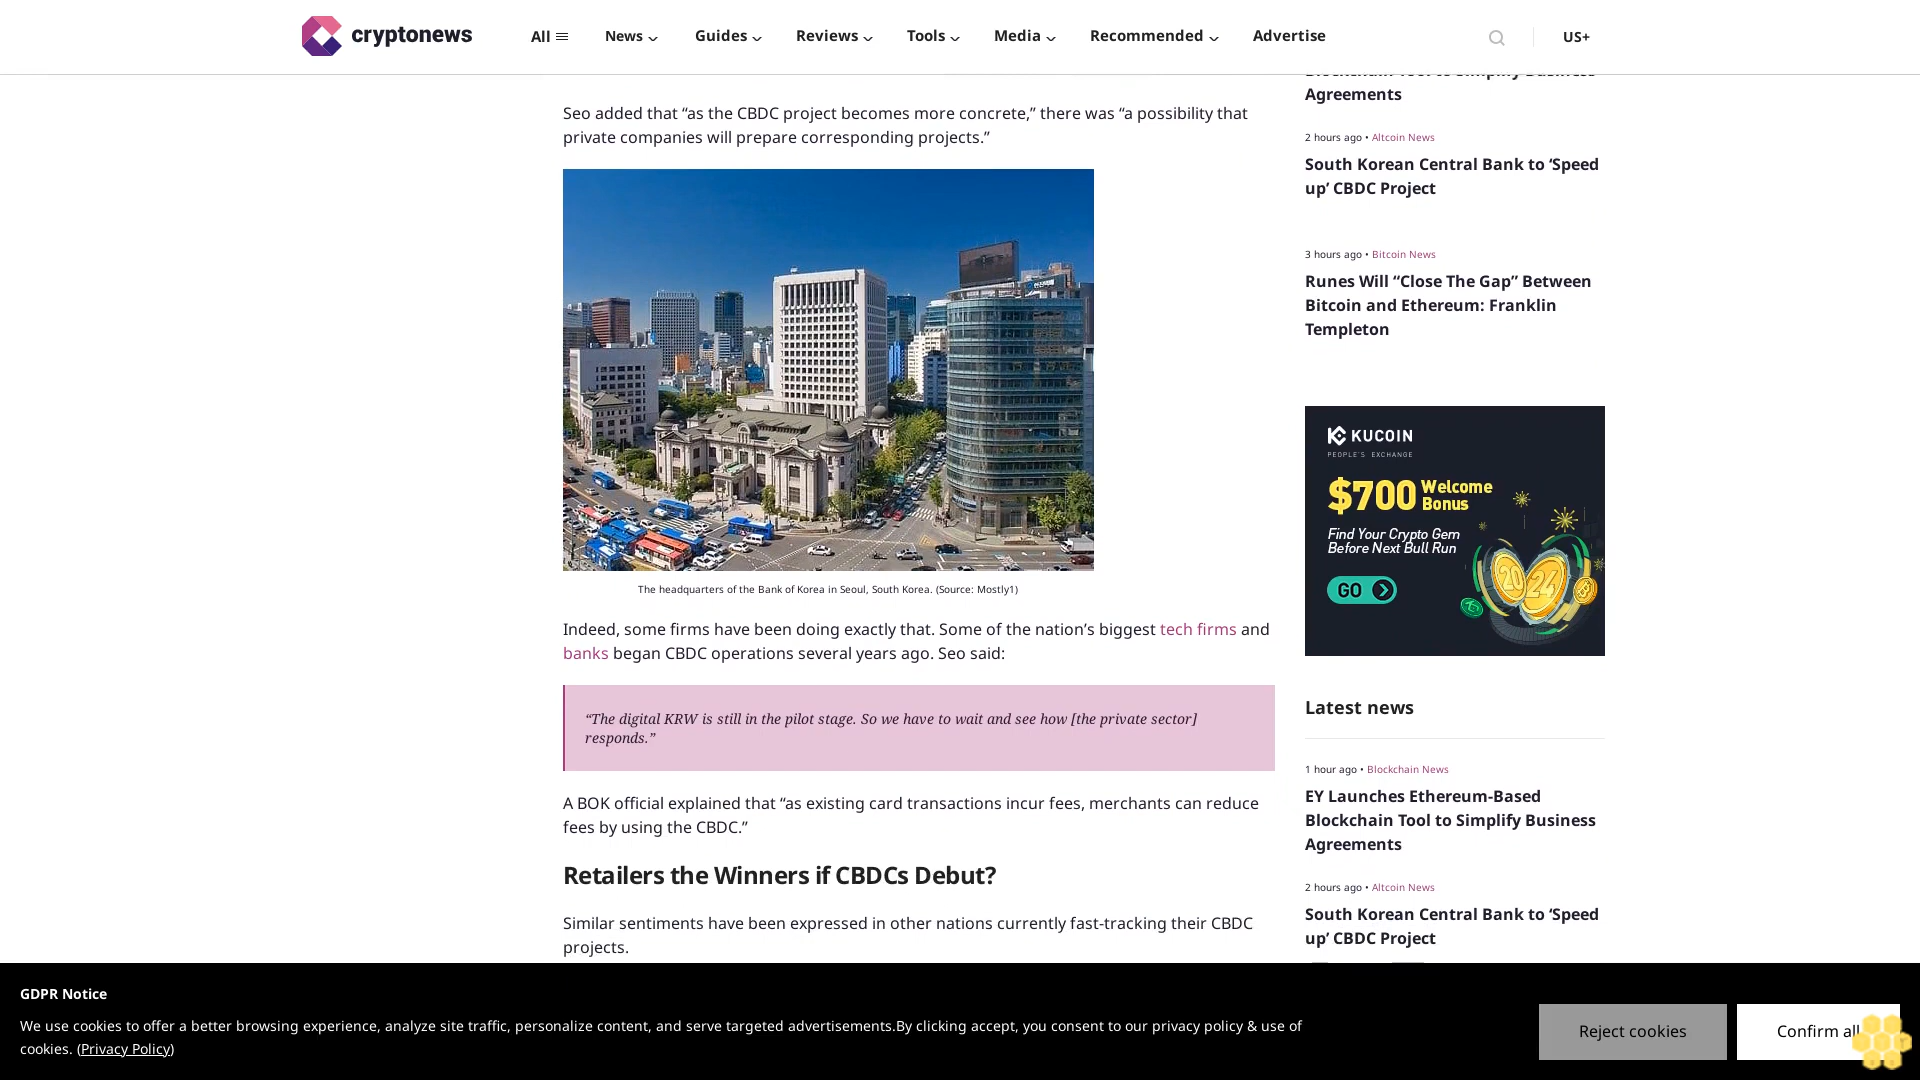 cryptonews
All
News
Guides
Reviews
Tools
Media
Recommended
Advertise
US+
Seo added that “as the CBDC project becomes more concrete,” there was “a possibility that
private companies will prepare corresponding projects.”
The headquarters of the Bank of Korea in Seoul, South Korea. (Source: Mostly1)
Indeed, some firms have been doing exactly that. Some of the nation’s biggest tech firms and
banks began CBDC operations several years ago. Seo said:
“The digital KRW is still in the pilot stage. So we have to wait and see how [the private sector]
responds.”
A BOK official explained that “as existing card transactions incur fees, merchants can reduce
fees by using the CBDC.”
Retailers the Winners if CBDCs Debut?
Similar sentiments have been expressed in other nations currently fast-tracking their CBDC
projects.
Blockchain Tool to Simplify Business
Agreements
2 hours ago • Altcoin News
South Korean Central Bank to ‘Speed
up’ CBDC Project
3 hours ago • Bitcoin News
Runes Will “Close The Gap” Between
Bitcoin and Ethereum: Franklin
Templeton
KUCOIN
PEOPLE'S EXCHANGE
$700 Welcome
Bonus
Find Your Crypto Gem
Before Next Bull Run
GO
20 24
Latest news
1 hour ago • Blockchain News
EY Launches Ethereum-Based
Blockchain Tool to Simplify Business
Agreements
2 hours ago • Altcoin News
South Korean Central Bank to ‘Speed
up’ CBDC Project
GDPR Notice
We use cookies to offer a better browsing experience, analyze site traffic, personalize content, and serve targeted advertisements.By clicking accept, you consent to our privacy policy & use of
cookies. (Privacy Policy)
Reject cookies
Confirm all